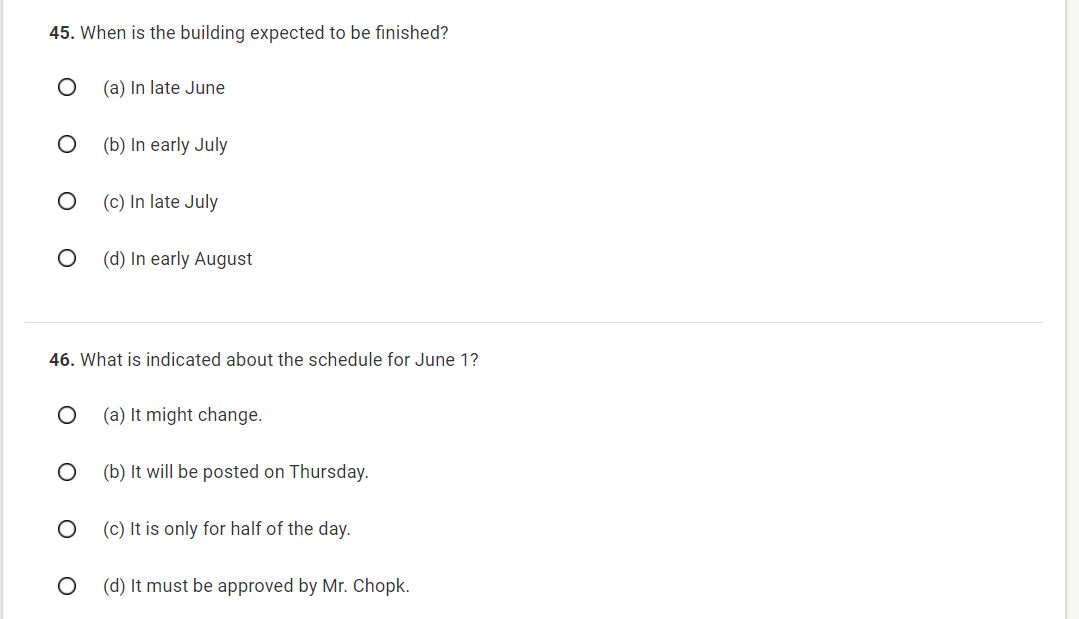 45. When is the building expected to be finished?
(a) In late June
(b) In early July
(c) In late July
(d) In early August
46. What is indicated about the schedule for June 1?
(a) It might change.
(b) It will be posted on Thursday.
(c) It is only for half of the day.
(d) It must be approved by Mr. Chopk.